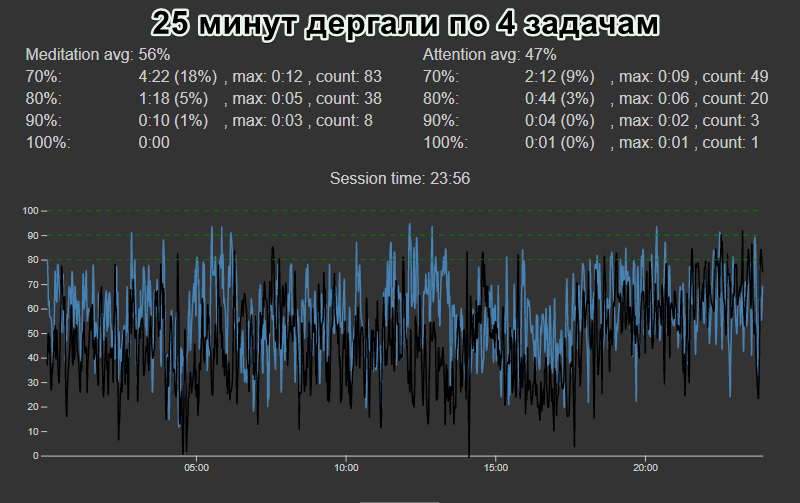 25 минут дергали по 4 задачам
Meditation avg: 56%
70%: 4:22 (18%) , max: 0:12 , count: 83
80%: 1:18 (5%) , max: 0:05 , count: 38
90%: 0:10 (1%) , max: 0:03 , count: 8
100%: 0:00
Attention avg: 47%
70%: 2:12 (9%) , max: 0:09 , count: 49
80%: 0:44 (3%) , max: 0:06 , count: 20
90%: 0:04 (0%) , max: 0:02 , count: 3
100%: 0:01 (0%) , max: 0:01 , count: 1
Session time: 23:56
100
90
80
70
60
50
40
30
20
10
0
05:00 10:00 15:00 20:00